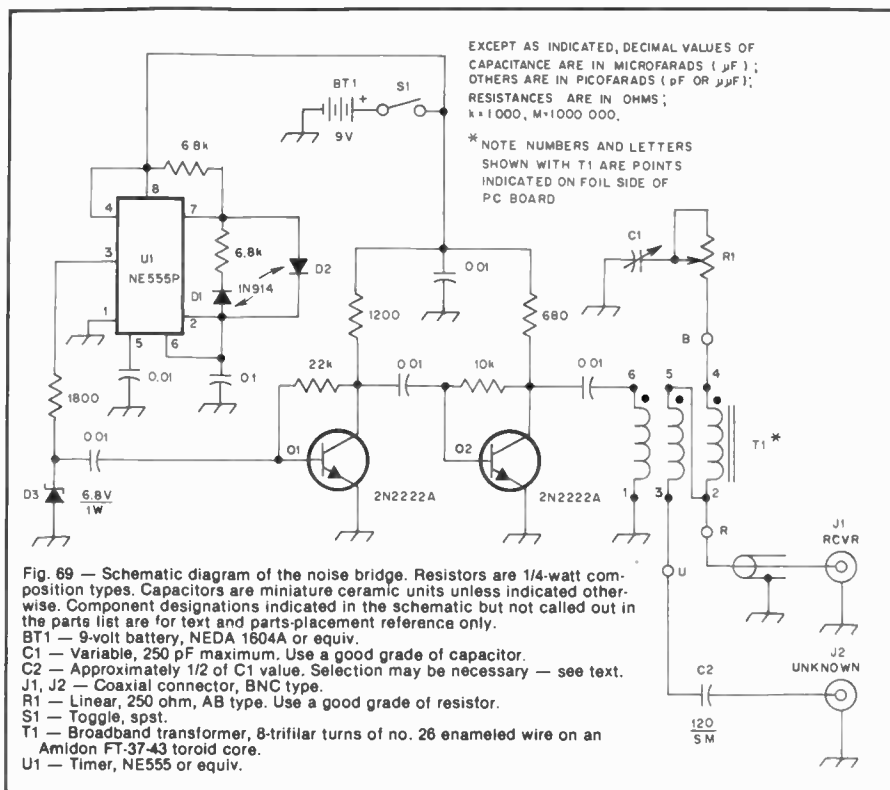 EXCEPT AS INDICATED, DECIMAL VALUES OF
CAPACITANCE ARE IN MICROFARADS ( µF ) ;
OTHERS ARE IN PICOFARADS ( pF OR µµF);
RESISTANCES ARE IN OHMS ;
k = 1000, M=1000 000.
* NOTE NUMBERS AND LETTERS
SHOWN WITH T1 ARE POINTS
INDICATED ON FOIL SIDE OF
PC BOARD
BT1
+
S1
9V
6.8k
8
4
7
3
U1
NE555P
6.8k
D2
D1
1N914
1
2
5
6
0.01
0.1
1800
0.01
D3
6.8V
1W
22k
1200
0.01
680
0.01
10k
0.01
Q1
2N2222A
Q2
2N2222A
C1
R1
B
6
5
4
T1 *
1
3
2
R
U
J1
RCVR
J2
UNKNOWN
C2
120
SM
Fig. 69 — Schematic diagram of the noise bridge. Resistors are 1/4-watt com-
position types. Capacitors are miniature ceramic units unless indicated other-
wise. Component designations indicated in the schematic but not called out in
the parts list are for text and parts-placement reference only.
BT1 — 9-volt battery, NEDA 1604A or equiv.
C1 — Variable, 250 pF maximum. Use a good grade of capacitor.
C2 — Approximately 1/2 of C1 value. Selection may be necessary — see text.
J1, J2 — Coaxial connector, BNC type.
R1 — Linear, 250 ohm, AB type. Use a good grade of resistor.
S1 — Toggle, spst.
T1 — Broadband transformer, 8-trifilar turns of no. 26 enameled wire on an
Amidon FT-37-43 toroid core.
U1 — Timer, NE555 or equiv.